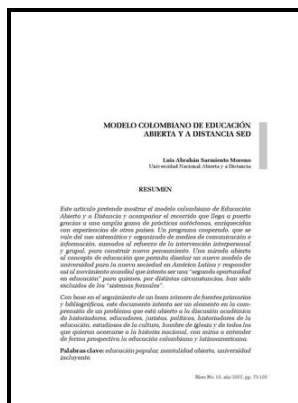 MODELO COLOMBIANO DE EDUCACIÓN
ABIERTA Y A DISTANCIA SED
Luis Abrahán Sarmiento Moreno
Universidad Nacional Abierta y a Distancia
RESUMEN
Este artículo pretende mostrar el modelo colombiano de Educación
Abierta y a Distancia y acompañar el recorrido que llega a puerto
gracias a una amplia gama de prácticas autóctonas, enriquecidas
con experiencias de otros países. Un programa cooperado, que se
vale del uso sistemático y organizado de medios de comunicación e
información, sumados al refuerzo de la intervención interpersonal
y grupal, para construir nuevo pensamiento. Una mirada abierta
al concepto de educación que permita diseñar un nuevo modelo de
universidad para la nueva sociedad en América Latina y responder
así al movimiento mundial que intenta ser una "segunda oportunidad
en educación" para quienes, por distintas circunstancias, han sido
excluidos de los "sistemas formales".
Con base en el seguimiento de un buen número de fuentes primarias
y bibliográficas, este documento intenta ser un elemento en la com-
prensión de un problema que está abierto a la discusión académica
de historiadores, educadores, juristas, políticos, historiadores de la
educación, estudiosos de la cultura, hombres de iglesia y de todos los
que quieran acercarse a la historia nacional, con miras a entender
de forma prospectiva la educación colombiana y latinoamericana.
Palabras clave: educación popular, mentalidad abierta, universidad
incluyente.